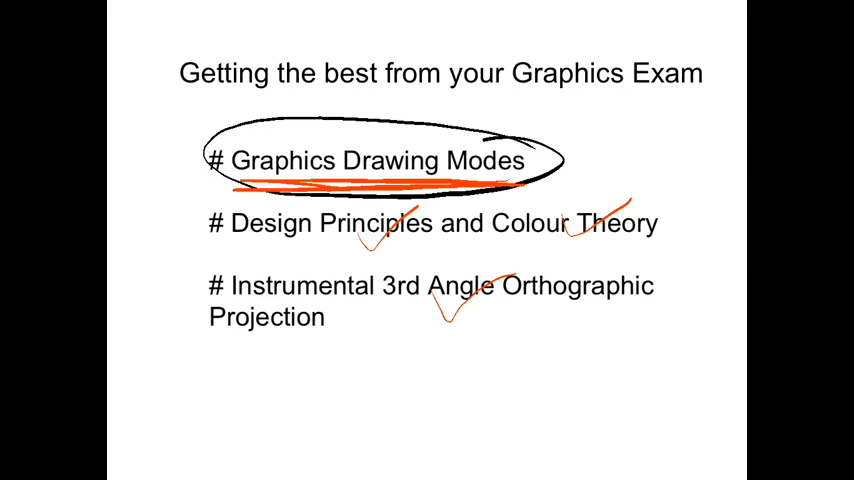 Getting the best from your Graphics Exam
# Graphics Drawing Modes
# Design Principles and Colour Theory
# Instrumental 3rd Angle Orthographic
Projection